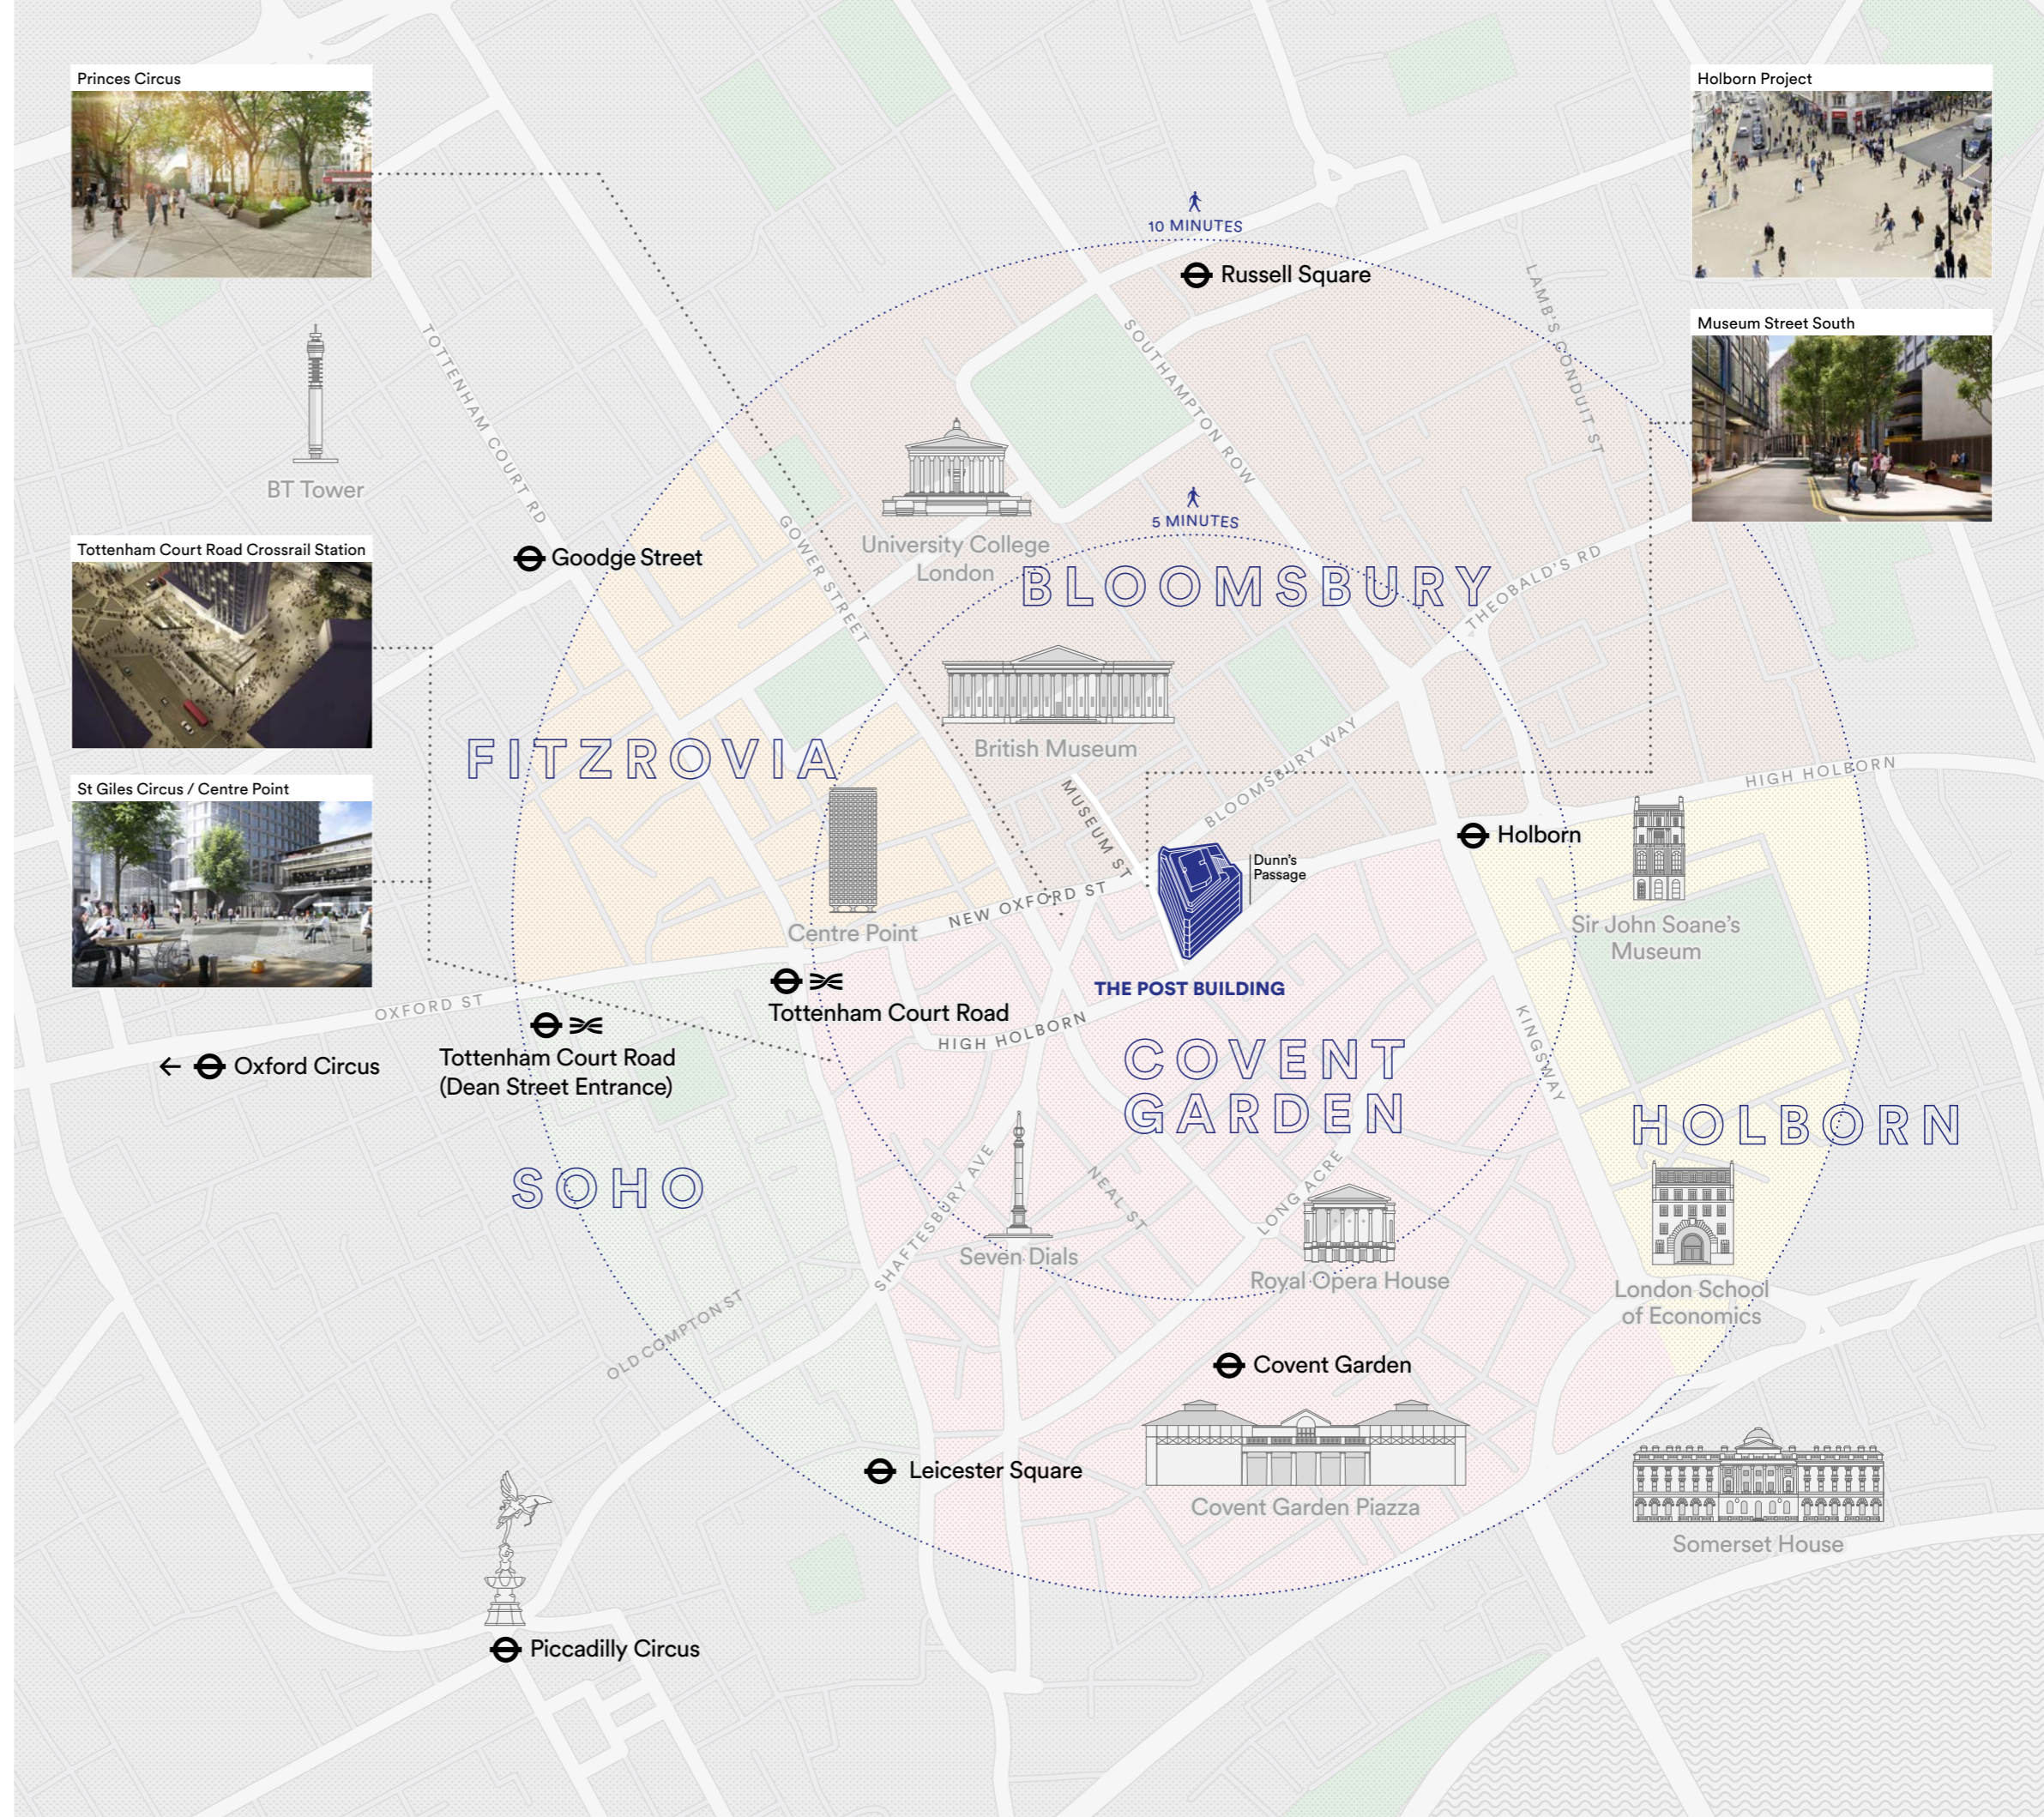 Princes Circus
Holborn Project
10 MINUTES
Russell Square
LAMB'S CONDUIT ST
Museum Street South
TOTTENHAM COURT RD
SOUTHAMPTON ROW
BT Tower
5 MINUTES
GOWER STREET
University College
London
Tottenham Court Road Crossrail Station
Goodge Street
BLOOMSBURY
THEOBALD'S RD
FITZROVIA
British Museum
BLOOMSBURY WAY
HIGH HOLBORN
St Giles Circus / Centre Point
MUSEUM ST
Holborn
Dunn's
Passage
NEW OXFORD ST
Centre Point
Sir John Soane's
Museum
THE POST BUILDING
Tottenham Court Road
OXFORD ST
HIGH HOLBORN
KINGSWAY
Oxford Circus
Tottenham Court Road
(Dean Street Entrance)
COVENT
GARDEN
HOLBORN
SOHO
SHAFTESBURY AVE
NEAL ST
LONG ACRE
Seven Dials
Royal Opera House
London School
of Economics
OLD COMPTON ST
Covent Garden
Leicester Square
Covent Garden Piazza
Somerset House
Piccadilly Circus